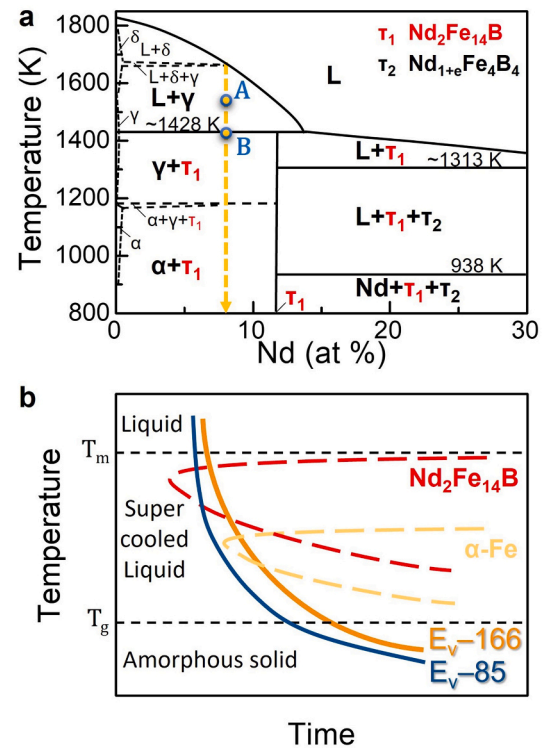 a
Temperature (K)
1800
1600
1400
1200
1000
800
0
10
20
30
Nd (at %)
τ₁ Nd₂Fe₁₄B
τ₂ Nd₁₊ₑFe₄B₄
δ
L+δ
L+δ+γ
L
A
L+γ
γ
~1428 K
B
L+τ₁
~1313 K
γ+τ₁
α+γ+τ₁
L+τ₁+τ₂
α
α+τ₁
938 K
τ₁
Nd+τ₁+τ₂
b
Temperature
Liquid
Tₘ
Nd₂Fe₁₄B
Super
cooled
Liquid
α-Fe
T_g
Eᵥ–166
Eᵥ–85
Amorphous solid
Time